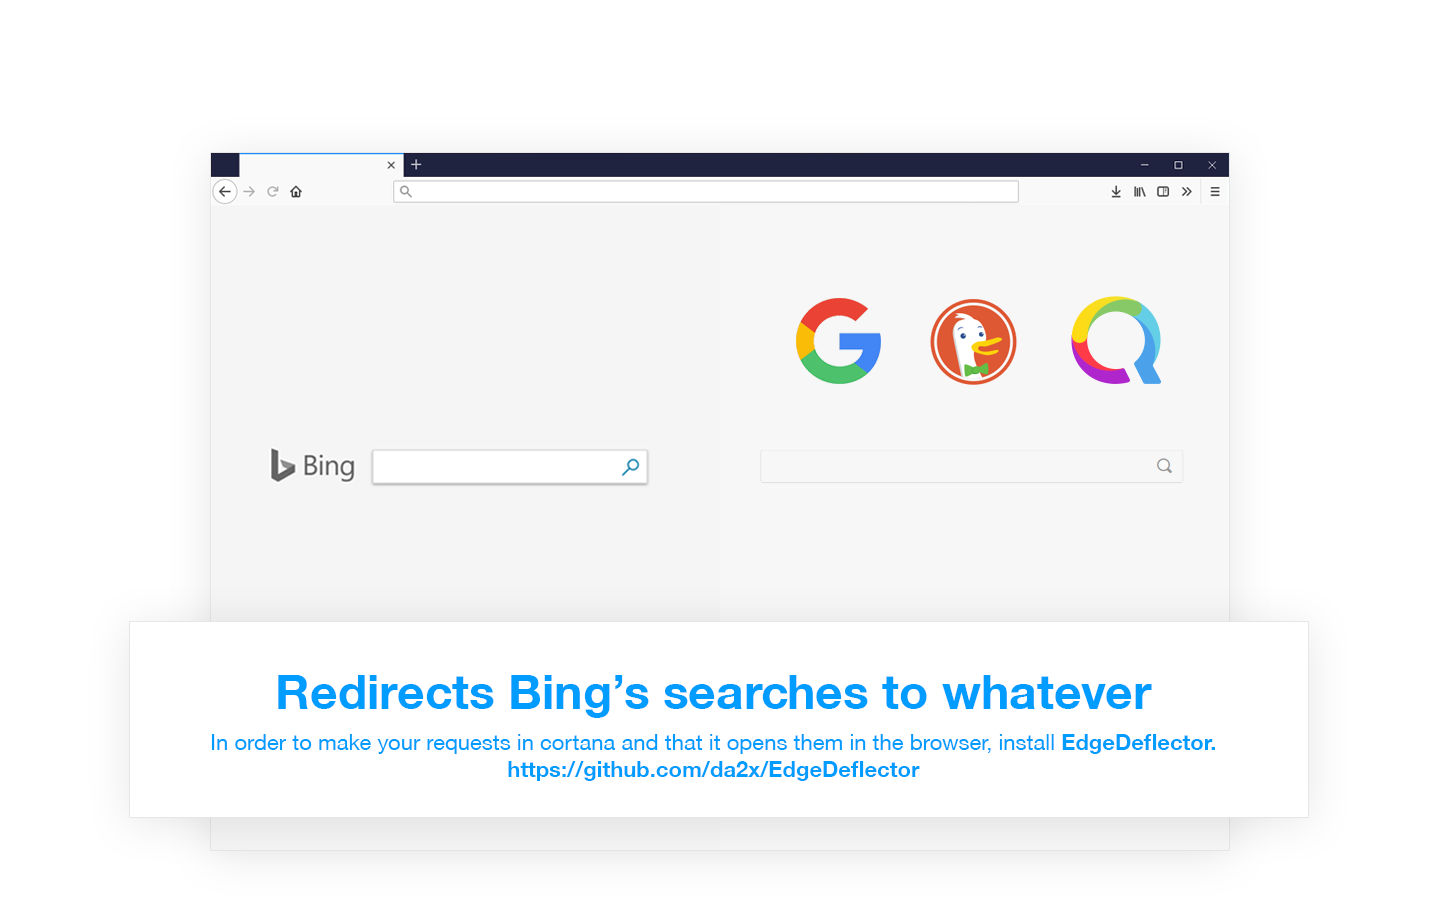 Bing
Redirects Bing’s searches to whatever
In order to make your requests in cortana and that it opens them in the browser, install EdgeDeflector.
https://github.com/da2x/EdgeDeflector